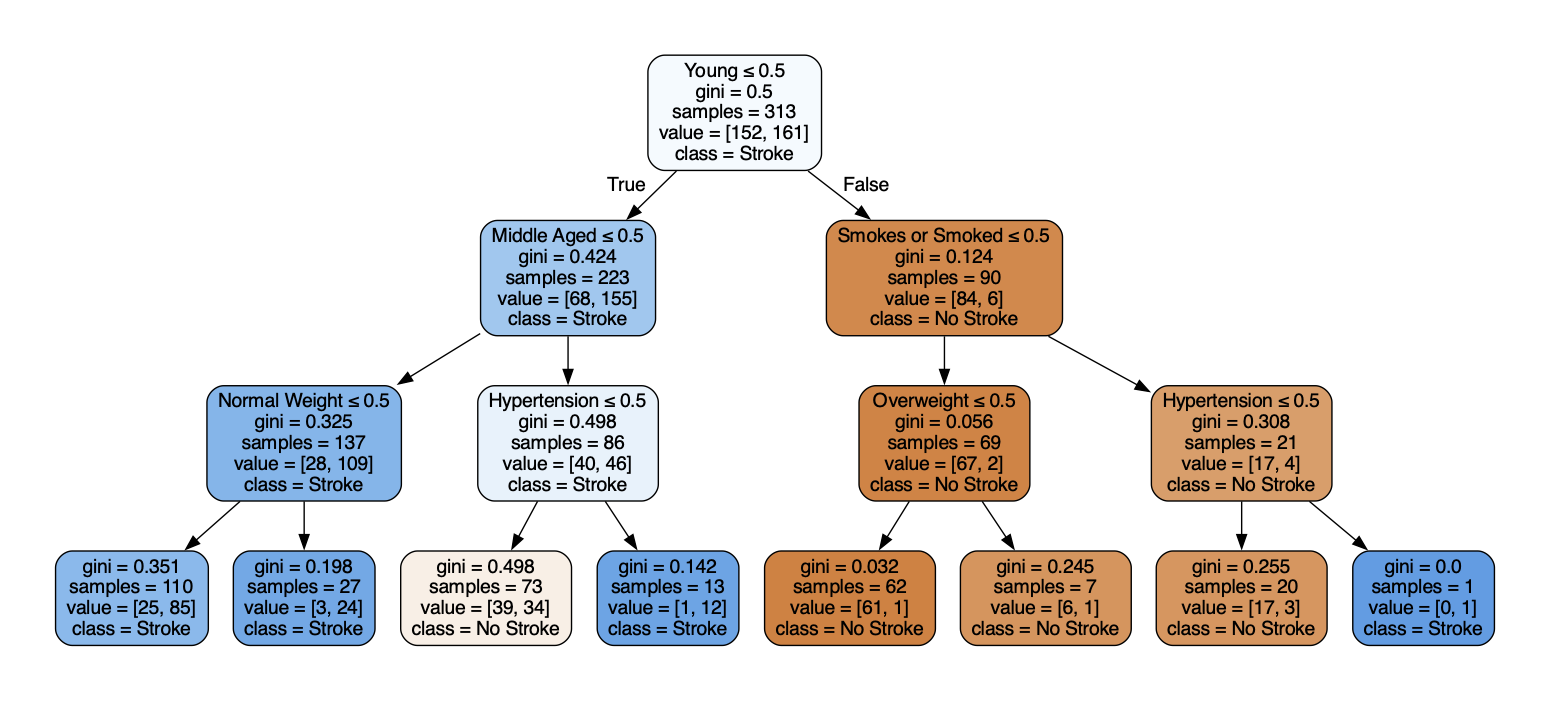 Young ≤ 0.5
gini = 0.5
samples = 313
value = [152, 161]
class = Stroke
True
False
Middle Aged ≤ 0.5
gini = 0.424
samples = 223
value = [68, 155]
class = Stroke
Smokes or Smoked ≤ 0.5
gini = 0.124
samples = 90
value = [84, 6]
class = No Stroke
Normal Weight ≤ 0.5
gini = 0.325
samples = 137
value = [28, 109]
class = Stroke
Hypertension ≤ 0.5
gini = 0.498
samples = 86
value = [40, 46]
class = Stroke
Overweight ≤ 0.5
gini = 0.056
samples = 69
value = [67, 2]
class = No Stroke
Hypertension ≤ 0.5
gini = 0.308
samples = 21
value = [17, 4]
class = No Stroke
gini = 0.351
samples = 110
value = [25, 85]
class = Stroke
gini = 0.198
samples = 27
value = [3, 24]
class = Stroke
gini = 0.498
samples = 73
value = [39, 34]
class = No Stroke
gini = 0.142
samples = 13
value = [1, 12]
class = Stroke
gini = 0.032
samples = 62
value = [61, 1]
class = No Stroke
gini = 0.245
samples = 7
value = [6, 1]
class = No Stroke
gini = 0.255
samples = 20
value = [17, 3]
class = No Stroke
gini = 0.0
samples = 1
value = [0, 1]
class = Stroke